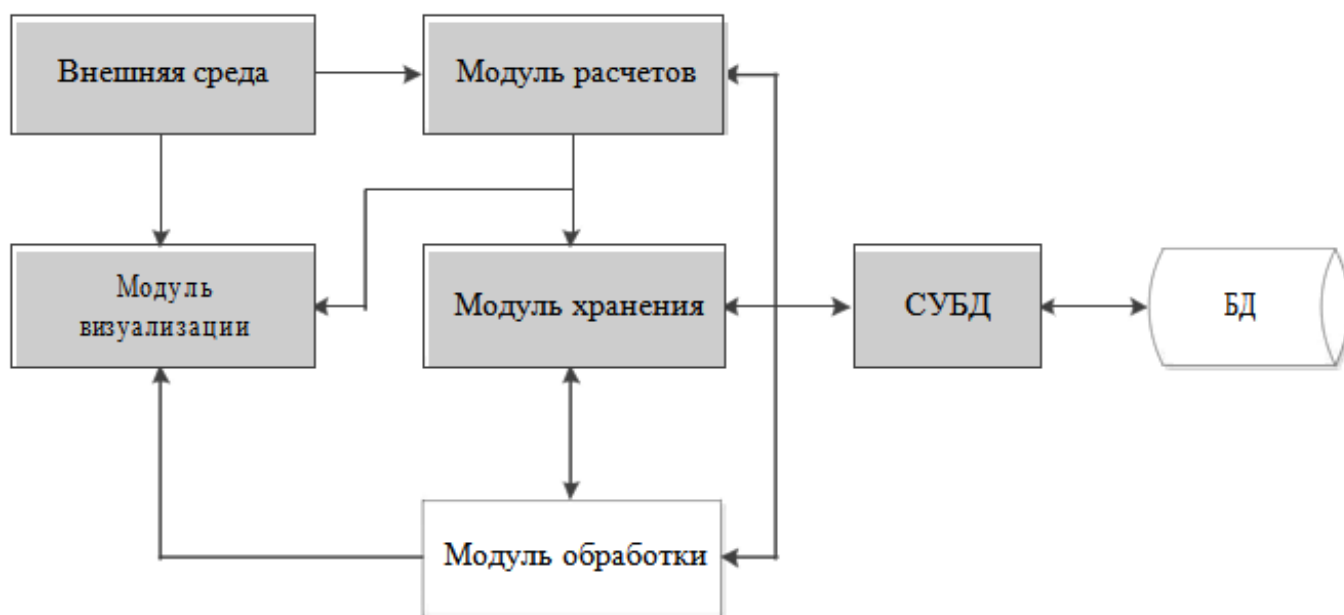 Внешняя среда
Модуль расчетов
Модуль
визуализации
Модуль хранения
СУБД
БД
Модуль обработки